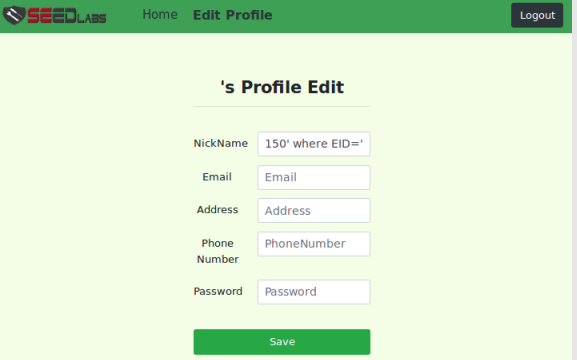 SEEDLABS Home Edit Profile Logout
's Profile Edit
NickName 150' where EID='
Email Email
Address Address
Phone Number PhoneNumber
Password Password
Save